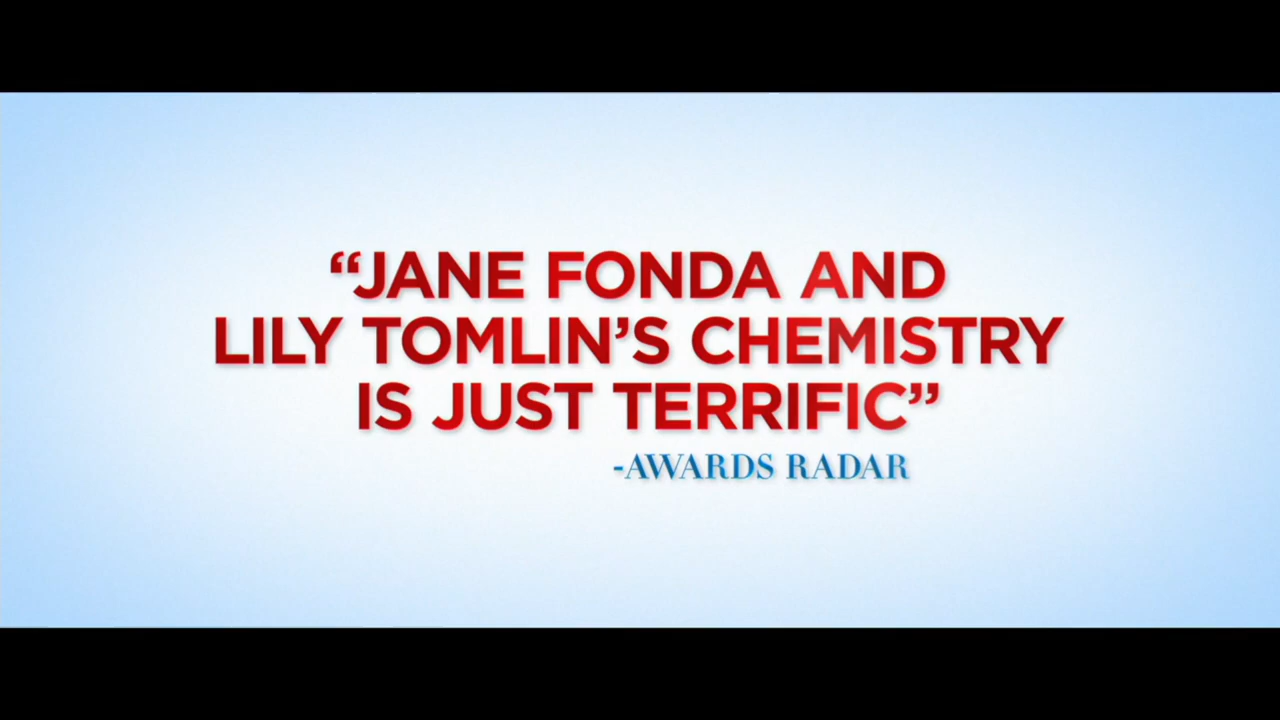 “JANE FONDA AND
LILY TOMLIN’S CHEMISTRY
IS JUST TERRIFIC”
-AWARDS RADAR